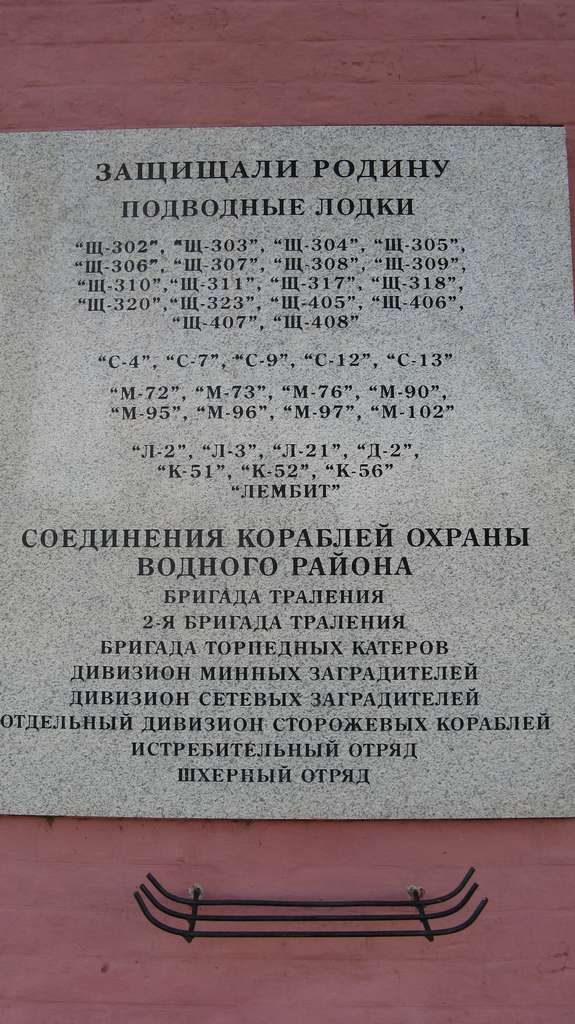 ЗАЩИЩАЛИ РОДИНУ
ПОДВОДНЫЕ ЛОДКИ
“Щ-302”, “Щ-303”, “Щ-304”, “Щ-305”,
“Щ-306”, “Щ-307”, “Щ-308”, “Щ-309”,
“Щ-310”, “Щ-311”, “Щ-317”, “Щ-318”,
“Щ-320”, “Щ-323”, “Щ-405”, “Щ-406”,
“Щ-407”, “Щ-408”
“С-4”, “С-7”, “С-9”, “С-12”, “С-13”
“М-72”, “М-73”, “М-76”, “М-90”,
“М-95”, “М-96”, “М-97”, “М-102”
“Л-2”, “Л-3”, “Л-21”, “Д-2”,
“К-51”, “К-52”, “К-56”
“ЛЕМБИТ”
СОЕДИНЕНИЯ КОРАБЛЕЙ ОХРАНЫ
ВОДНОГО РАЙОНА
БРИГАДА ТРАЛЕНИЯ
2-Я БРИГАДА ТРАЛЕНИЯ
БРИГАДА ТОРПЕДНЫХ КАТЕРОВ
ДИВИЗИОН МИННЫХ ЗАГРАДИТЕЛЕЙ
ДИВИЗИОН СЕТЕВЫХ ЗАГРАДИТЕЛЕЙ
ОТДЕЛЬНЫЙ ДИВИЗИОН СТОРОЖЕВЫХ КОРАБЛЕЙ
ИСТРЕБИТЕЛЬНЫЙ ОТРЯД
ШХЕРНЫЙ ОТРЯД